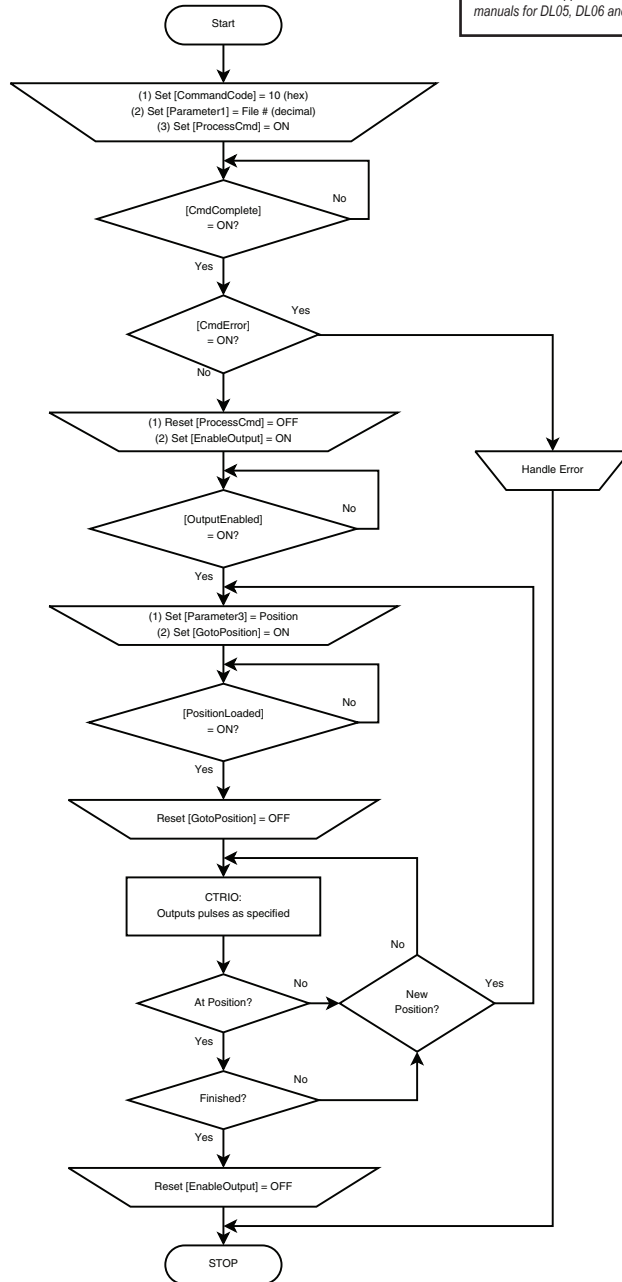 manuals for DL05, DL06 and
Start
(1) Set [CommandCode] = 10 (hex)
(2) Set [Parameter1] = File # (decimal)
(3) Set [ProcessCmd] = ON
[CmdComplete]
= ON?
No
Yes
[CmdError]
= ON?
Yes
No
(1) Reset [ProcessCmd] = OFF
(2) Set [EnableOutput] = ON
Handle Error
[OutputEnabled]
= ON?
No
Yes
(1) Set [Parameter3] = Position
(2) Set [GotoPosition] = ON
[PositionLoaded]
= ON?
No
Yes
Reset [GotoPosition] = OFF
CTRIO:
Outputs pulses as specified
No
At Position?
No
New
Position?
Yes
Yes
Finished?
No
Yes
Reset [EnableOutput] = OFF
STOP